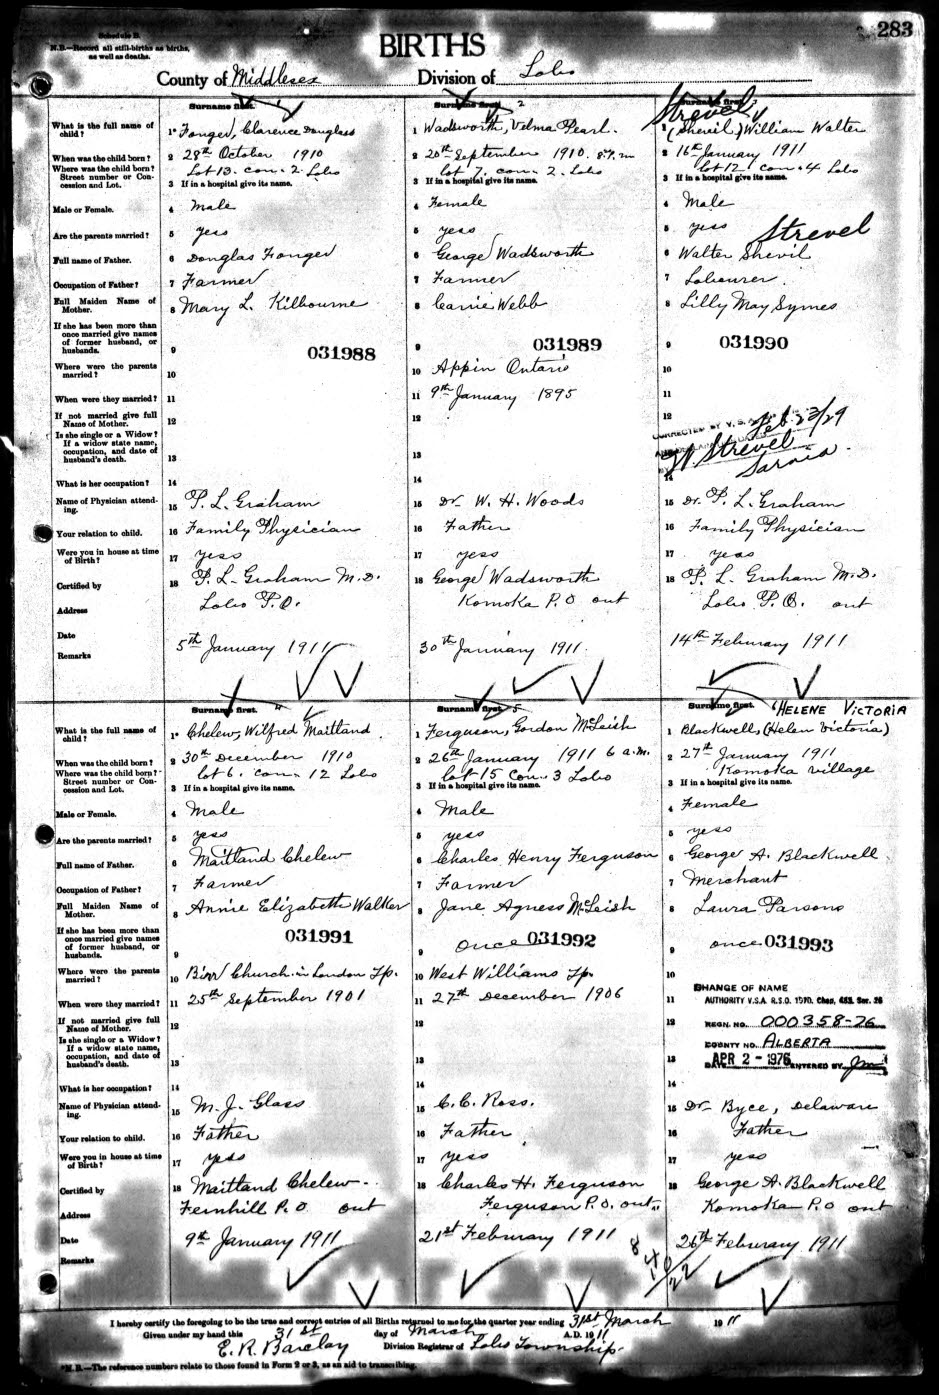 283
Schedule B.
N.B.—Record all still-births as births, as well as deaths.
BIRTHS
County of Middlesex Division of Lobo
Surname first. Surname first. 2 Surname first.
Strevel
What is the full name of child? 1 Fonger, Clarence Douglass 1 Wadsworth, Velma Pearl. 1 (Shevil) William Walter
When was the child born? 2 28th October 1910 2 20th September 1910. 8 P.m 2 16th January 1911
Where was the child born? Street number or Concession and Lot. Lot 13. con. 2. Lobo lot 7. con. 2. Lobo lot 12 con. 4 Lobo
3 If in a hospital give its name. 3 If in a hospital give its name. 3 If in a hospital give its name.
Male or Female. 4 Male 4 Female 4 Male
Are the parents married? 5 yess 5 yess 5 yess
Strevel
Full name of Father. 6 Douglas Fonger 6 George Wadsworth 6 Walter Shevil
Occupation of Father? 7 Farmer 7 Farmer 7 Labourer.
Full Maiden Name of Mother. 8 Mary L. Kilbourne 8 Carrie Webb 8 Lilly May Symes
If she has been more than once married give names of former husband, or husbands. 9 031988 9 031989 9 031990
Where were the parents married? 10 10 Appin Ontario 10
When were they married? 11 11 9th January 1895 11
If not married give full Name of Mother. 12 12 12
CORRECTED BY V.S.A. Feb. 23/29
Is she single or a Widow? If a widow state name, occupation, and date of husband's death. 13 13
W Strevel
Sarnia.
What is her occupation? 14 14 14
Name of Physician attending. 15 P. L. Graham 15 Dr. W. H. Woods 15 Dr. P. L. Graham
Your relation to child. 16 Family Physician 16 Father 16 Family Physician
Were you in house at time of Birth? 17 yess 17 yess 17 yess
Certified by 18 P. L. Graham M.D. 18 George Wadsworth 18 P. L. Graham M.D.
Address Lobo P.O. Komoka P.O out Lobo P.O. out
Date 5th January 1911 30th January 1911. 14th February 1911
Remarks
Surname first. Surname first. 5 Surname first. HELENE VICTORIA
What is the full name of child? 1 Chelew, Wilfred Maitland. 1 Ferguson, Gordon McLeish 1 Blackwell, (Helen Victoria)
When was the child born? 2 30th December 1910 2 26th January 1911 6 a.m. 2 27th January 1911
Where was the child born? Street number or Concession and Lot. lot 6. con. 12 Lobo lot 15 con. 3 Lobo Komoka village
3 If in a hospital give its name. 3 If in a hospital give its name. 3 If in a hospital give its name.
Male or Female. 4 Male 4 Male 4 Female
Are the parents married? 5 yess 5 yess 5 yess
Full name of Father. 6 Maitland Chelew 6 Charles Henry Ferguson 6 George A. Blackwell.
Occupation of Father? 7 Farmer 7 Farmer 7 Merchant
Full Maiden Name of Mother. 8 Annie Elizabeth Walker 8 Jane Agness McLeish 8 Laura Parsons
If she has been more than once married give names of former husband, or husbands. 9 031991 9 once 031992 9 once 031993
Where were the parents married? 10 Birr Church in London Tp. 10 West Williams Tp. 10
CHANGE OF NAME
When were they married? 11 25th September 1901 11 27th December 1906 11 AUTHORITY V.S.A. R.S.O. 1970. Chap. 483. Sec. 26
If not married give full Name of Mother. 12 12 12 REGN. NO. 000358-76
COUNTY NO. ALBERTA
Is she single or a Widow? If a widow state name, occupation, and date of husband's death. 13 13 13 DATE APR 2 - 1976 ENTERED BY
What is her occupation? 14 14 14
Name of Physician attending. 15 M. J. Glass 15 C. C. Ross. 15 Dr Byce, Delaware
Your relation to child. 16 Father 16 Father 16 Father
Were you in house at time of Birth? 17 yess 17 yess 17 yess
Certified by 18 Maitland Chelew 18 Charles H. Ferguson 18 George A. Blackwell
Address Fernhill P.O out Ferguson P.O. out Komoka P.O out
Date 9th January 1911 21st February 1911 26th February 1911
Remarks
I hereby certify the foregoing to be the true and correct entries of all Births returned to me for the quarter year ending 31st March 1911
Given under my hand this 31st day of March A.D. 1911
E. R. Barclay Division Registrar of Lobo Township.
N.B.—The reference numbers relate to those found in Form 2 or 3, as an aid to transcribing.